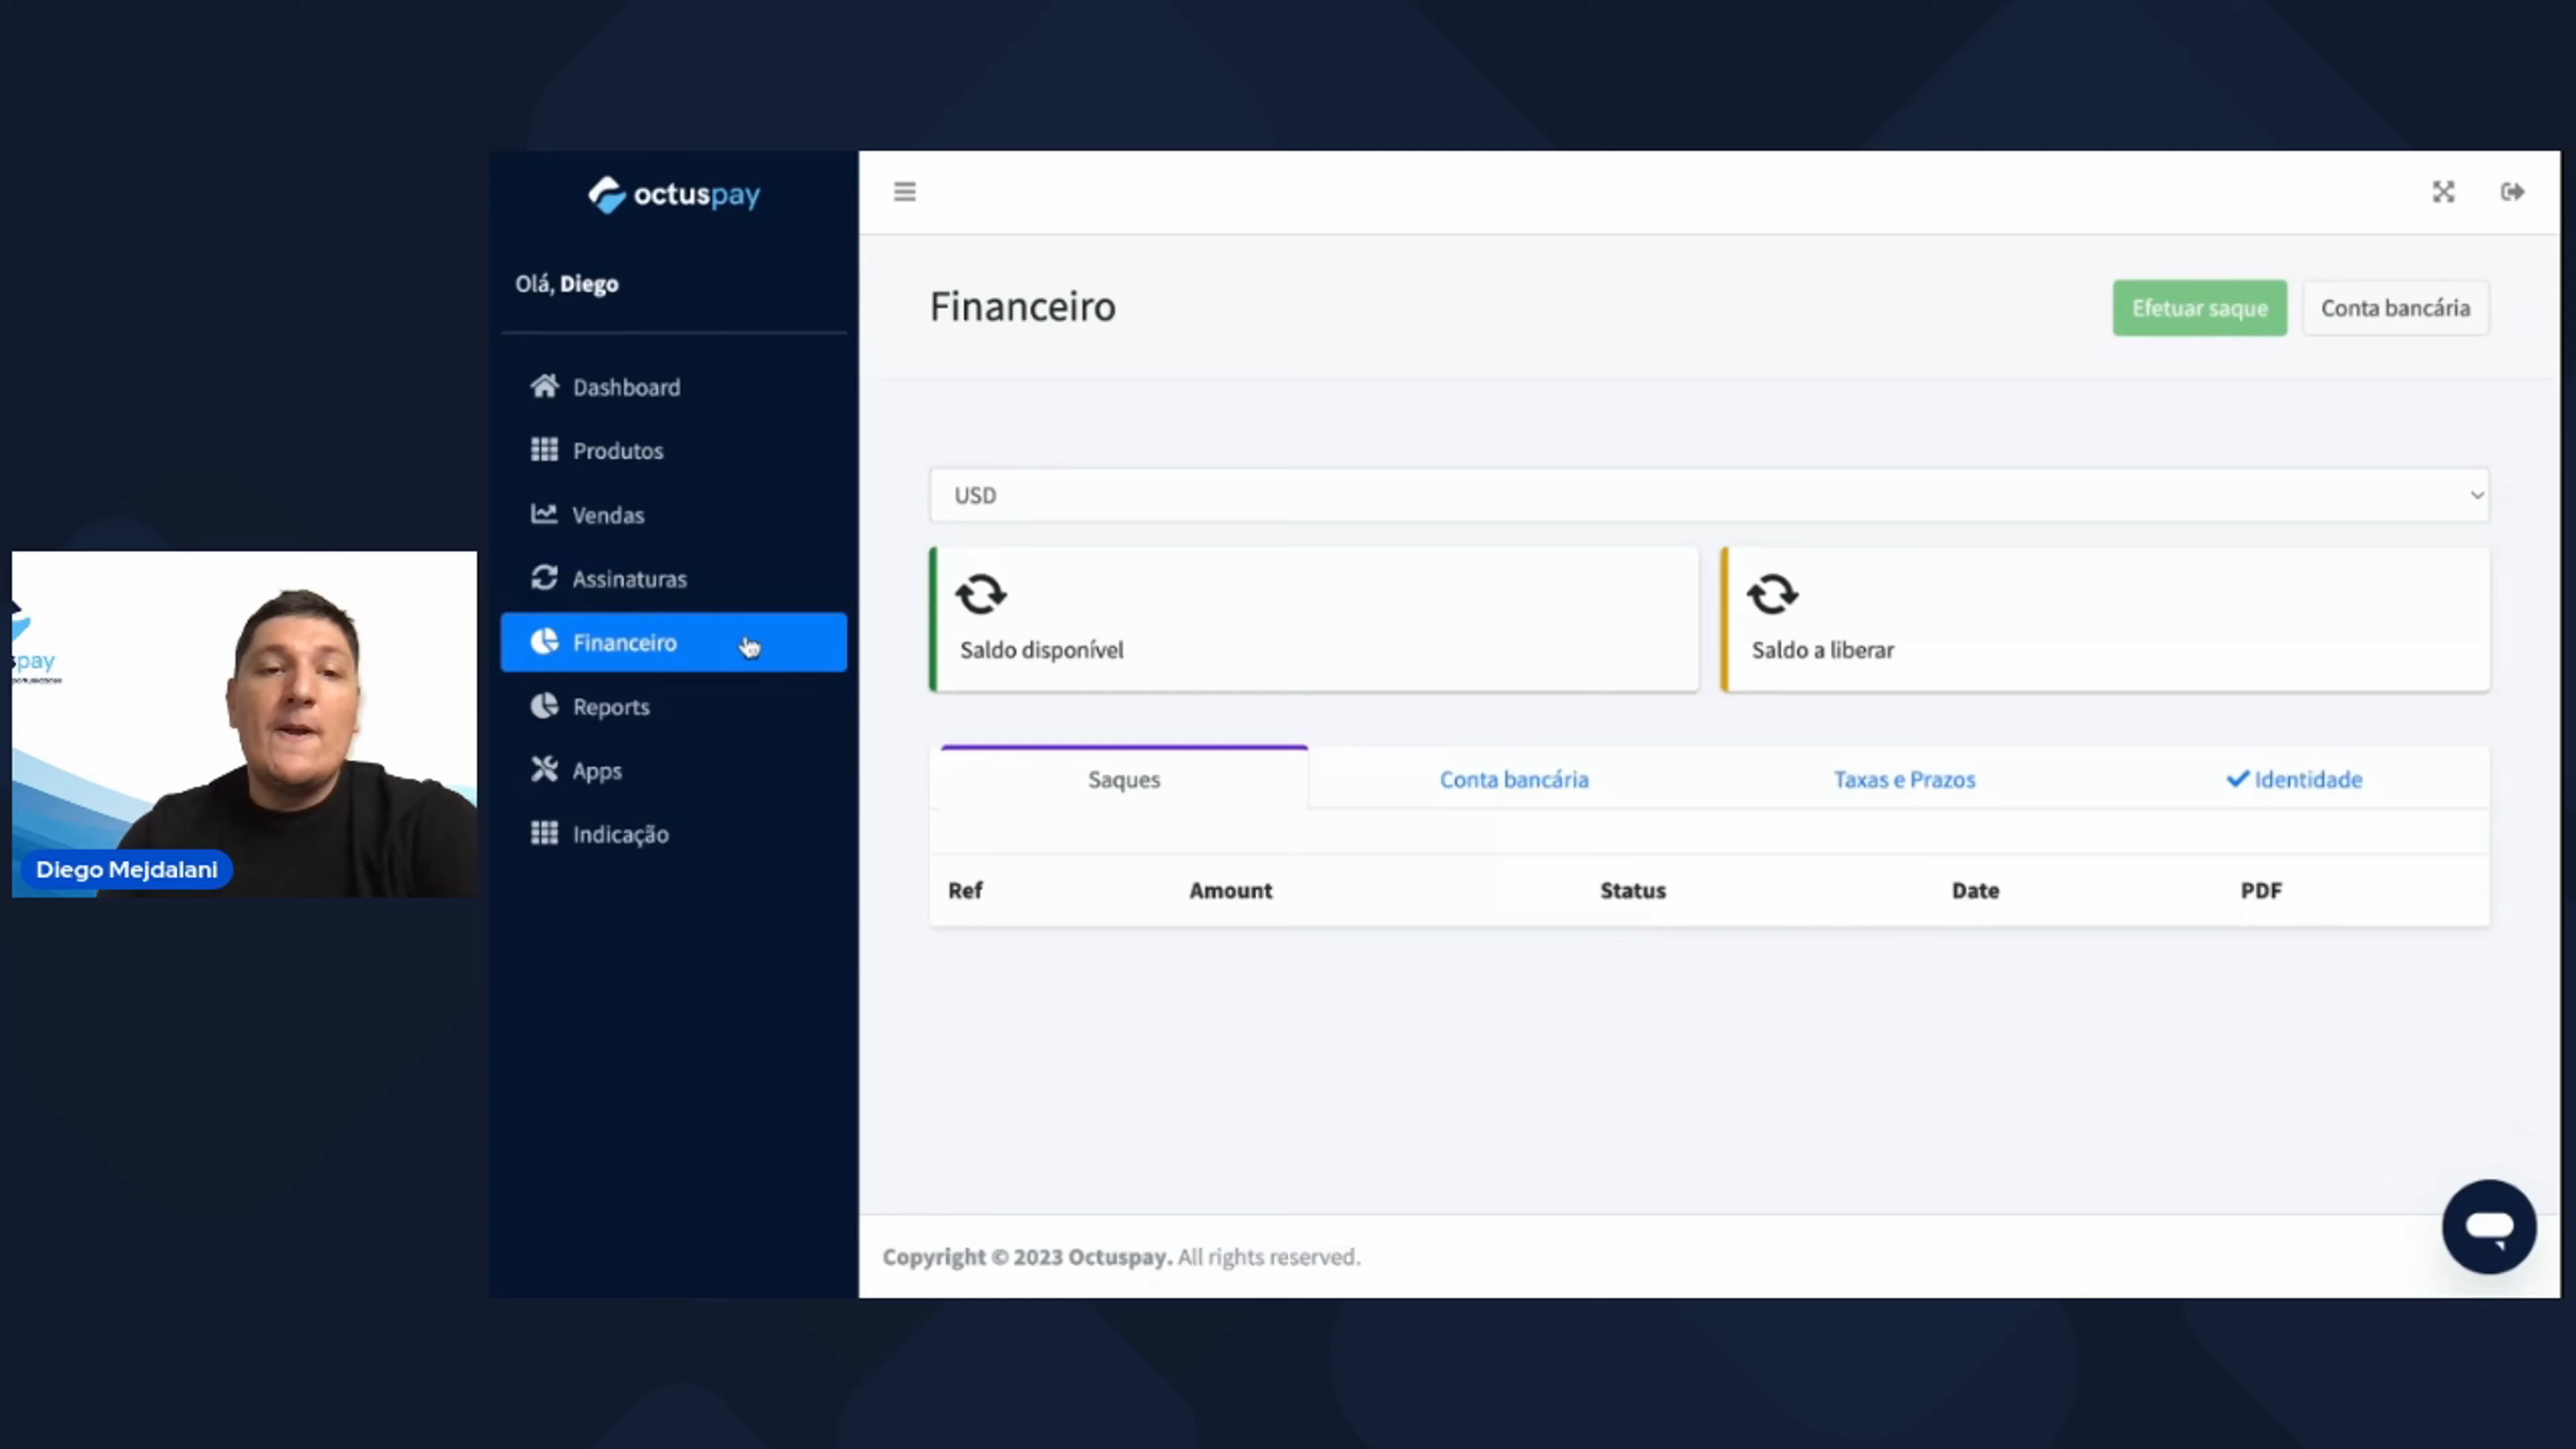 octuspay
Olá, Diego
Dashboard
Produtos
Vendas
Assinaturas
Financeiro
Reports
Apps
Indicação
Financeiro
Efetuar saque
Conta bancária
USD
Saldo disponível
Saldo a liberar
Saques
Conta bancária
Taxas e Prazos
Identidade
Ref Amount Status Date PDF
Copyright © 2023 Octuspay. All rights reserved.
spay
Diego Mejdalani